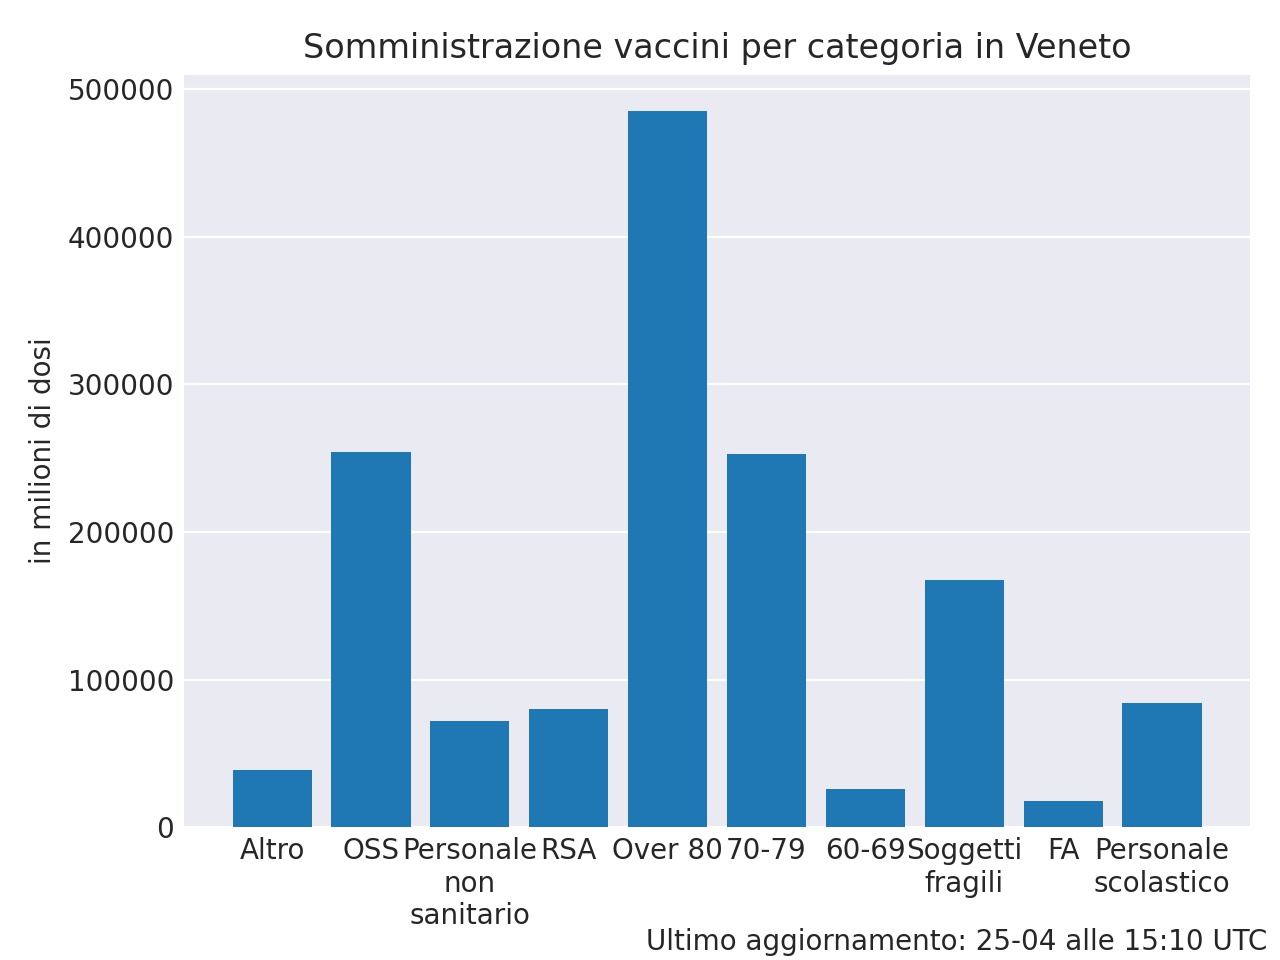 Somministrazione vaccini per categoria in Veneto
500000
400000
300000
200000
100000
0
in milioni di dosi
Altro
OSS
Personale
non
sanitario
RSA
Over 80
70-79
60-69
Soggetti
fragili
FA
Personale
scolastico
Ultimo aggiornamento: 25-04 alle 15:10 UTC